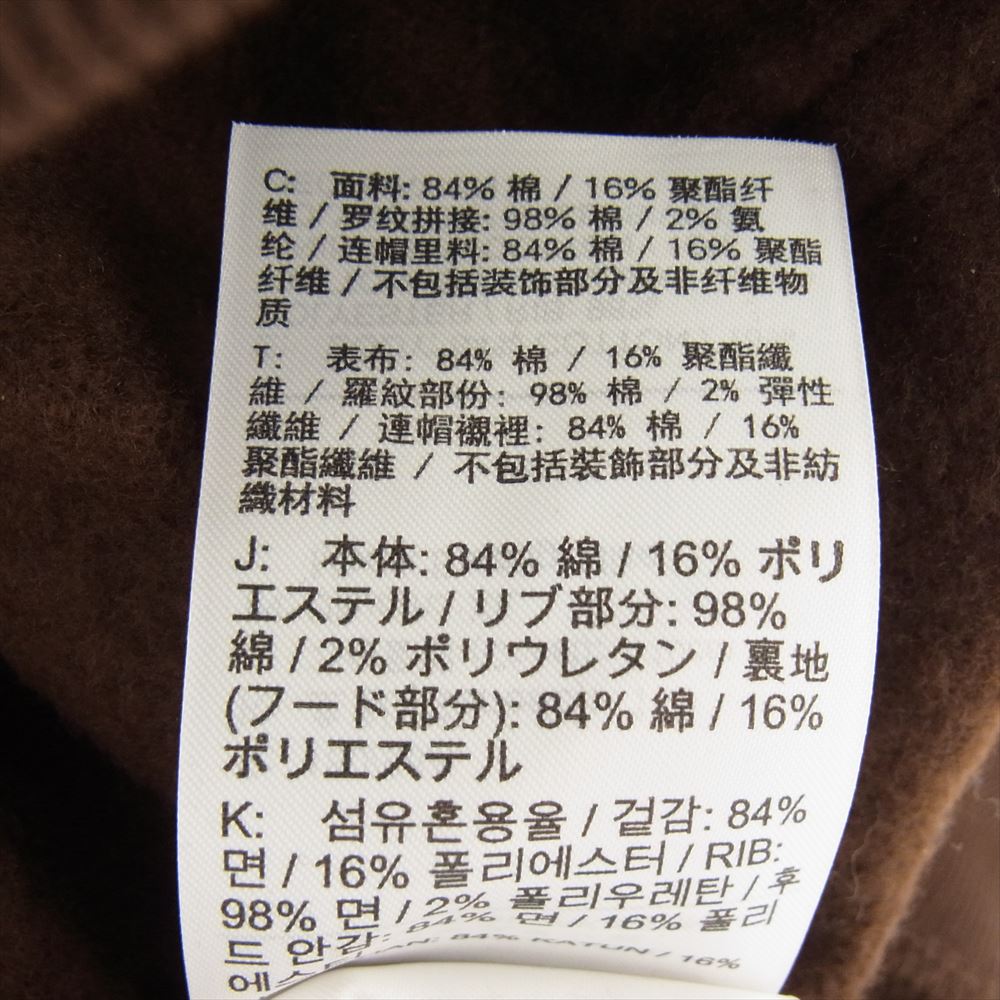 C: 面料: 84% 棉 / 16% 聚酯纤
维 / 罗纹拼接: 98% 棉 / 2% 氨
纶 / 连帽里料: 84% 棉 / 16% 聚酯
纤维 / 不包括装饰部分及非纤维物
质
T: 表布: 84% 棉 / 16% 聚酯纖
維 / 羅紋部份: 98% 棉 / 2% 彈性
纖維 / 連帽襯裡: 84% 棉 / 16%
聚酯纖維 / 不包括裝飾部分及非紡
織材料
J: 本体: 84% 綿 / 16% ポリ
エステル / リブ部分: 98%
綿 / 2% ポリウレタン / 裏地
(フード部分): 84% 綿 / 16%
ポリエステル
K: 섬유혼용율 / 겉감: 84%
면 / 16% 폴리에스터 / RIB:
98% 면 / 2% 폴리우레탄 / 후
드 안감: 84% 면 / 16% 폴리
84% KATUN / 16%